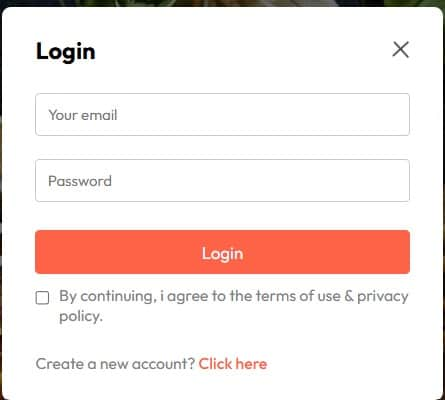 Login
Your email
Password
Login
By continuing, i agree to the terms of use & privacy
policy.
Create a new account? Click here